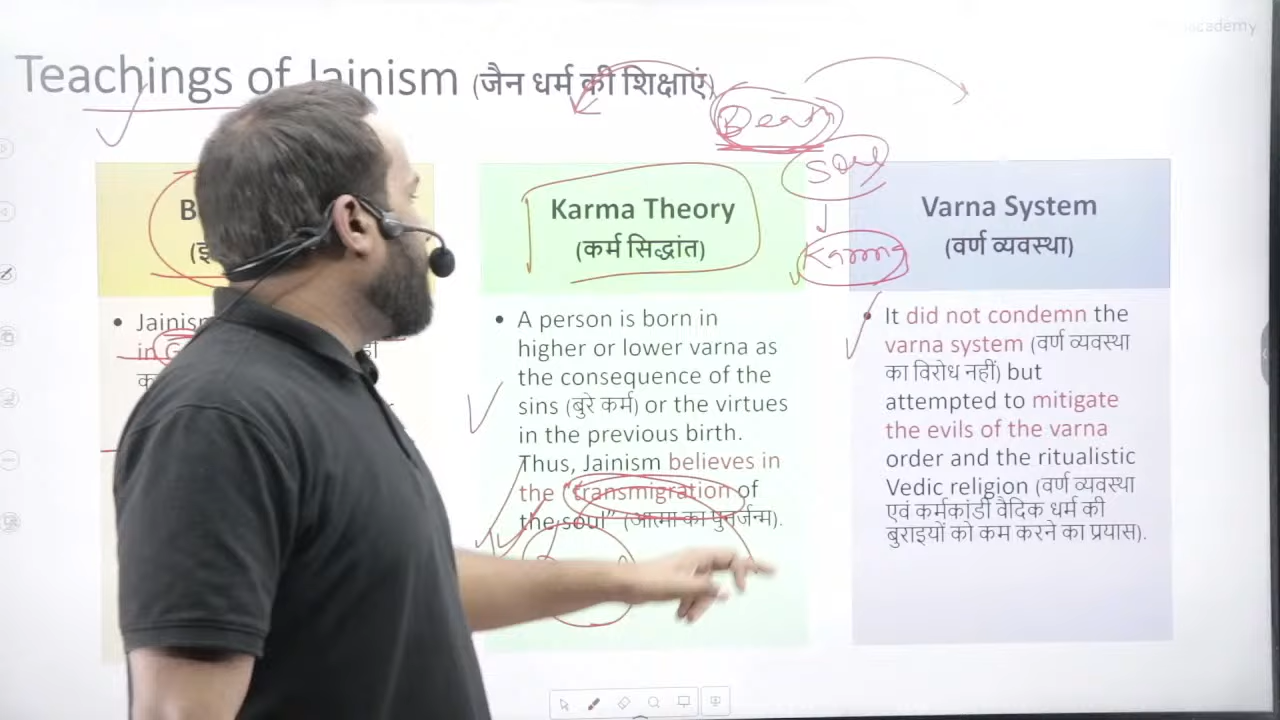 academy
Teachings of Jainism (जैन धर्म की शिक्षाएं)
Soul
Karma
B
(इ
Karma Theory
(कर्म सिद्धांत)
Varna System
(वर्ण व्यवस्था)
• Jainism
in G
• A person is born in
higher or lower varna as
the consequence of the
sins (बुरे कर्म) or the virtues
in the previous birth.
Thus, Jainism believes in
the "transmigration of
the soul" (आत्मा का पुनर्जन्म).
• It did not condemn the
varna system (वर्ण व्यवस्था
का विरोध नहीं) but
attempted to mitigate
the evils of the varna
order and the ritualistic
Vedic religion (वर्ण व्यवस्था
एवं कर्मकांडी वैदिक धर्म की
बुराइयों को कम करने का प्रयास).